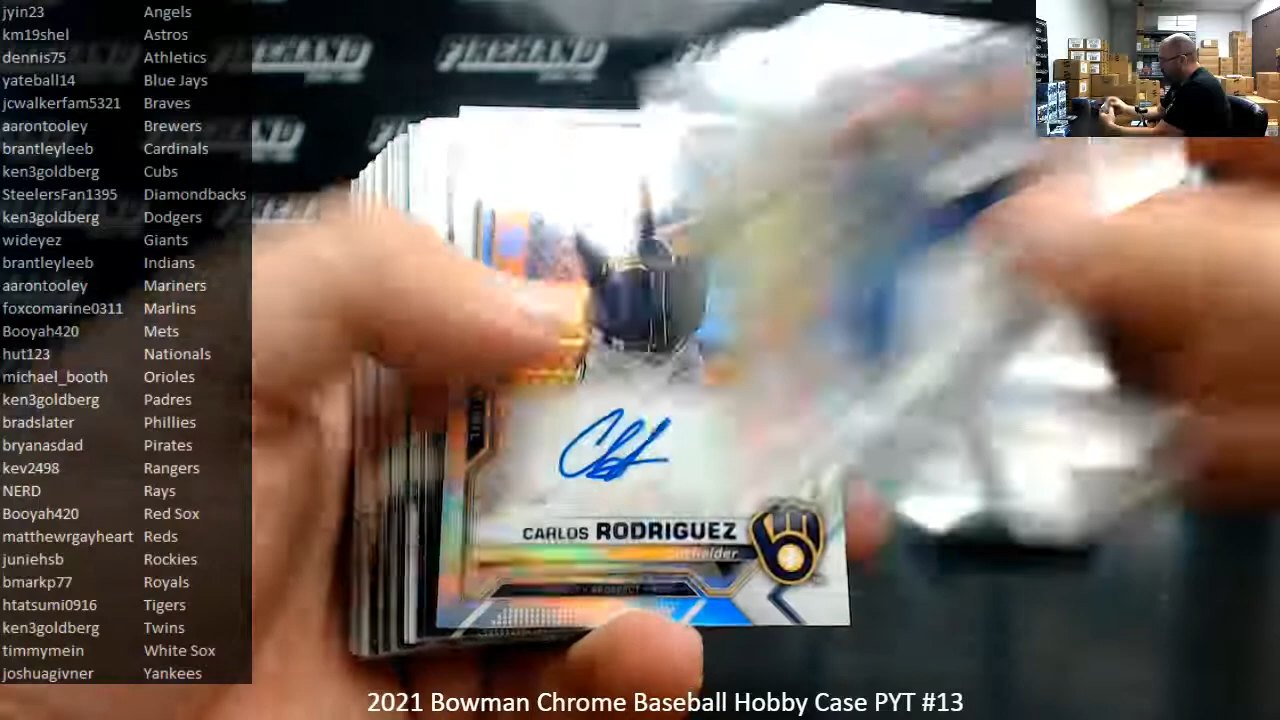 jyin23 Angels
km19shel Astros
dennis75 Athletics
yateball14 Blue Jays
jcwalkerfam5321 Braves
aarontooley Brewers
brantleyleeb Cardinals
ken3goldberg Cubs
SteelersFan1395 Diamondbacks
ken3goldberg Dodgers
wideyez Giants
brantleyleeb Indians
aarontooley Mariners
foxcomarine0311 Marlins
Booyah420 Mets
hut123 Nationals
michael_booth Orioles
ken3goldberg Padres
bradslater Phillies
bryanasdad Pirates
kev2498 Rangers
NERD Rays
Booyah420 Red Sox
matthewrgayheart Reds
juniehsb Rockies
bmarkp77 Royals
htatsumi0916 Tigers
ken3goldberg Twins
timmymein White Sox
joshuagivner Yankees
FIREHAND
FIREHAND
CARLOS RODRIGUEZ
PROSPECT
2021 Bowman Chrome Baseball Hobby Case PYT #13